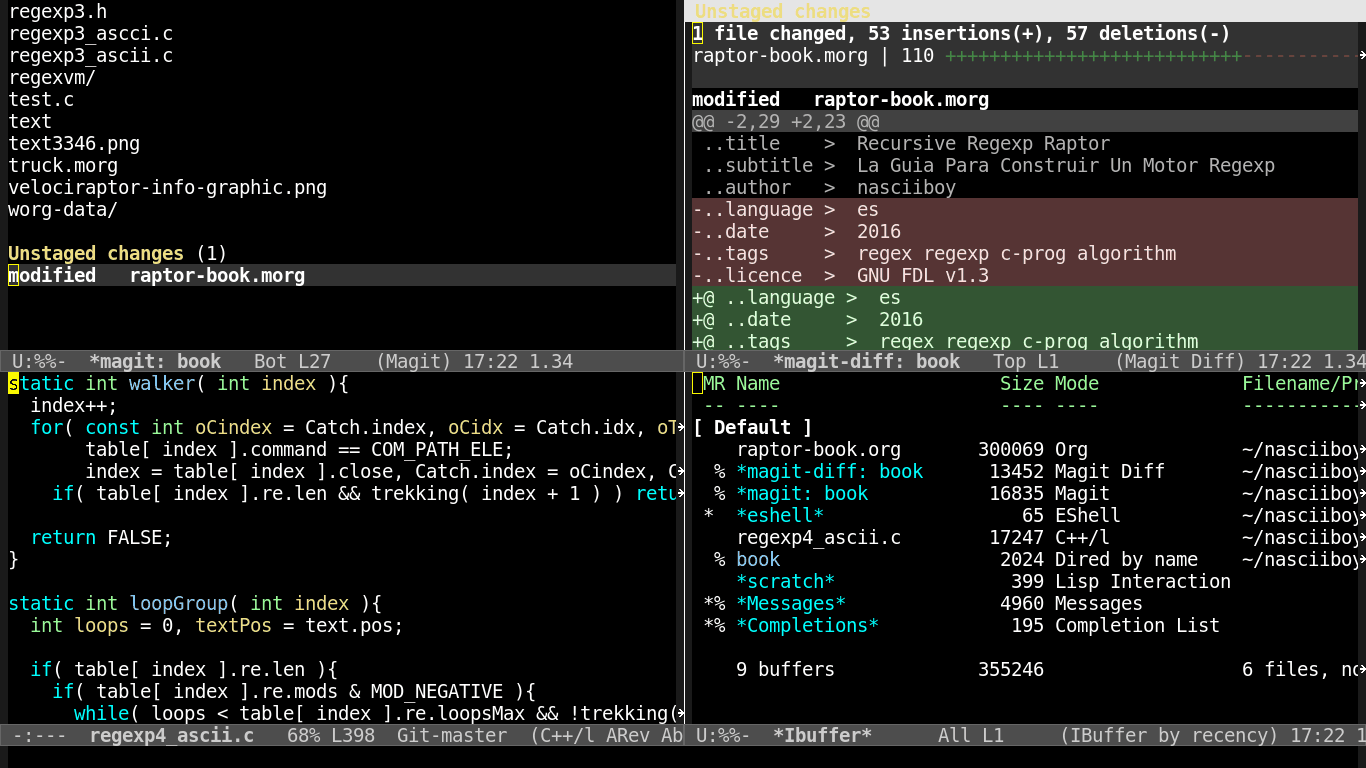 regexp3.h
regexp3_ascci.c
regexp3_ascii.c
regexvm/
test.c
text
text3346.png
truck.morg
velociraptor-info-graphic.png
worg-data/
Unstaged changes (1)
modified   raptor-book.morg
U:%%-  *magit: book   Bot L27    (Magit) 17:22 1.34
Unstaged changes
1 file changed, 53 insertions(+), 57 deletions(-)
raptor-book.morg | 110 +++++++++++++++++++++++++++-----------
modified   raptor-book.morg
@@ -2,29 +2,23 @@
 ..title    >  Recursive Regexp Raptor
 ..subtitle >  La Guia Para Construir Un Motor Regexp
 ..author   >  nasciiboy
-..language >  es
-..date     >  2016
-..tags     >  regex regexp c-prog algorithm
-..licence  >  GNU FDL v1.3
+@ ..language >  es
+@ ..date     >  2016
+@ ..tags     >  regex regexp c-prog algorithm
U:%%-  *magit-diff: book   Top L1     (Magit Diff) 17:22 1.34
static int walker( int index ){
  index++;
  for( const int oCindex = Catch.index, oCidx = Catch.idx, oT
       table[ index ].command == COM_PATH_ELE;
       index = table[ index ].close, Catch.index = oCindex, C
    if( table[ index ].re.len && trekking( index + 1 ) ) retu
  return FALSE;
}
static int loopGroup( int index ){
  int loops = 0, textPos = text.pos;
  if( table[ index ].re.len ){
    if( table[ index ].re.mods & MOD_NEGATIVE ){
      while( loops < table[ index ].re.loopsMax && !trekking(
-:---  regexp4_ascii.c   68% L398  Git-master  (C++/l ARev Ab
MR Name                    Size Mode             Filename/Pr
-- ----                    ---- ----             -----------
[ Default ]
    raptor-book.org       300069 Org              ~/nasciiboy
  % *magit-diff: book      13452 Magit Diff       ~/nasciiboy
  % *magit: book           16835 Magit            ~/nasciiboy
 *  *eshell*                  65 EShell           ~/nasciiboy
    regexp4_ascii.c        17247 C++/l            ~/nasciiboy
  % book                    2024 Dired by name    ~/nasciiboy
    *scratch*                399 Lisp Interaction
 *% *Messages*              4960 Messages
 *% *Completions*            195 Completion List
    9 buffers             355246                  6 files, no
U:%%-  *Ibuffer*      All L1     (IBuffer by recency) 17:22 1